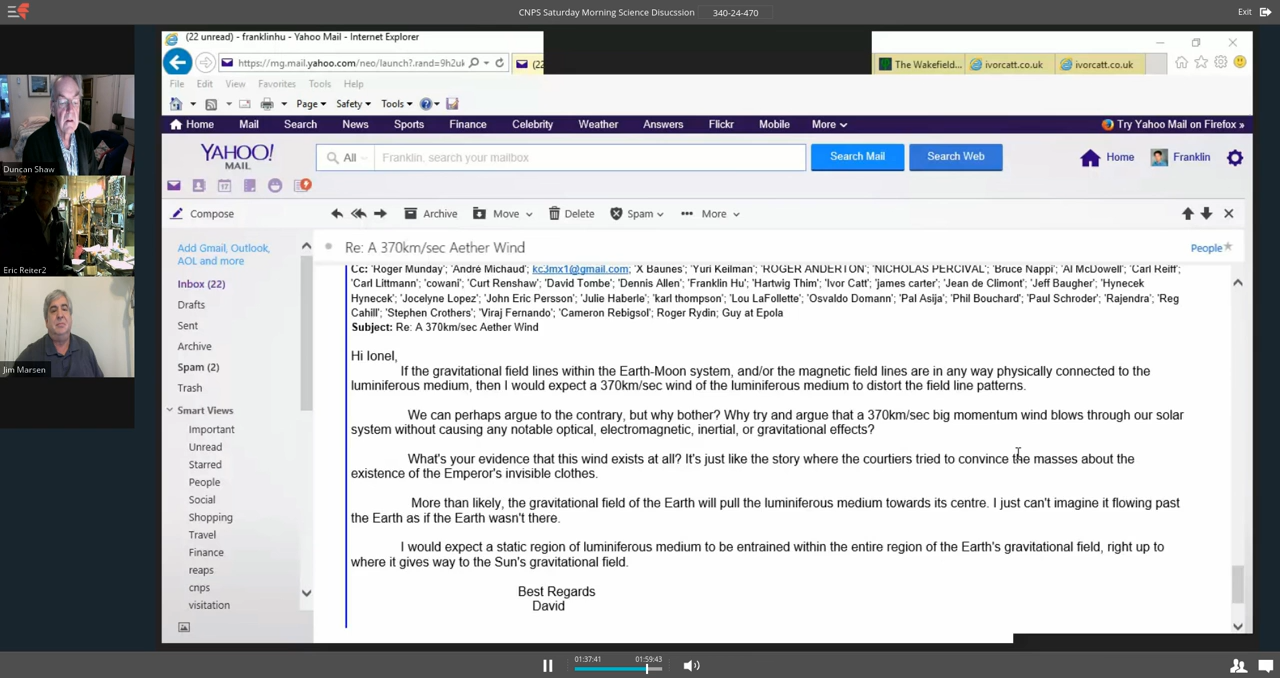 CNPS Saturday Morning Science Disucssion 340-24-470 Exit
(22 unread) - franklinhu - Yahoo Mail - Internet Explorer
https://mg.mail.yahoo.com/neo/launch?.rand=9h2uk
(22
The Wakefield...
ivorcatt.co.uk
ivorcatt.co.uk
File Edit View Favorites Tools Help
Page Safety Tools
Home Mail Search News Sports Finance Celebrity Weather Answers Flickr Mobile More Try Yahoo Mail on Firefox »
YAHOO!
MAIL
All Franklin, search your mailbox Search Mail Search Web Home Franklin
Compose Archive Move Delete Spam More
Add Gmail, Outlook,
AOL and more
Inbox (22)
Drafts
Sent
Archive
Spam (2)
Trash
Smart Views
Important
Unread
Starred
People
Social
Shopping
Travel
Finance
reaps
cnps
visitation
Re: A 370km/sec Aether Wind People
Cc: 'Roger Munday'; 'André Michaud'; kc3mx1@gmail.com; 'X Baunes'; 'Yuri Keilman'; 'ROGER ANDERTON'; 'NICHOLAS PERCIVAL'; 'Bruce Nappi'; 'Al McDowell'; 'Carl Reiff';
'Carl Littmann'; 'cowani'; 'Curt Renshaw'; 'David Tombe'; 'Dennis Allen'; 'Franklin Hu'; 'Hartwig Thim'; 'Ivor Catt'; 'james carter'; 'Jean de Climont'; 'Jeff Baugher'; 'Hynecek
Hynecek'; 'Jocelyne Lopez'; 'John Eric Persson'; 'Julie Haberle'; 'karl thompson'; 'Lou LaFollette'; 'Osvaldo Domann'; 'Pal Asija'; 'Phil Bouchard'; 'Paul Schroder'; 'Rajendra'; 'Reg
Cahill'; 'Stephen Crothers'; 'Viraj Fernando'; 'Cameron Rebigsol'; Roger Rydin; Guy at Epola
Subject: Re: A 370km/sec Aether Wind
Hi Ionel,
If the gravitational field lines within the Earth-Moon system, and/or the magnetic field lines are in any way physically connected to the
luminiferous medium, then I would expect a 370km/sec wind of the luminiferous medium to distort the field line patterns.
We can perhaps argue to the contrary, but why bother? Why try and argue that a 370km/sec big momentum wind blows through our solar
system without causing any notable optical, electromagnetic, inertial, or gravitational effects?
What's your evidence that this wind exists at all? It's just like the story where the courtiers tried to convince the masses about the
existence of the Emperor's invisible clothes.
More than likely, the gravitational field of the Earth will pull the luminiferous medium towards its centre. I just can't imagine it flowing past
the Earth as if the Earth wasn't there.
I would expect a static region of luminiferous medium to be entrained within the entire region of the Earth's gravitational field, right up to
where it gives way to the Sun's gravitational field.
Best Regards
David
Duncan Shaw
Eric Reiter2
Jim Marsen
01:37:41 01:59:43